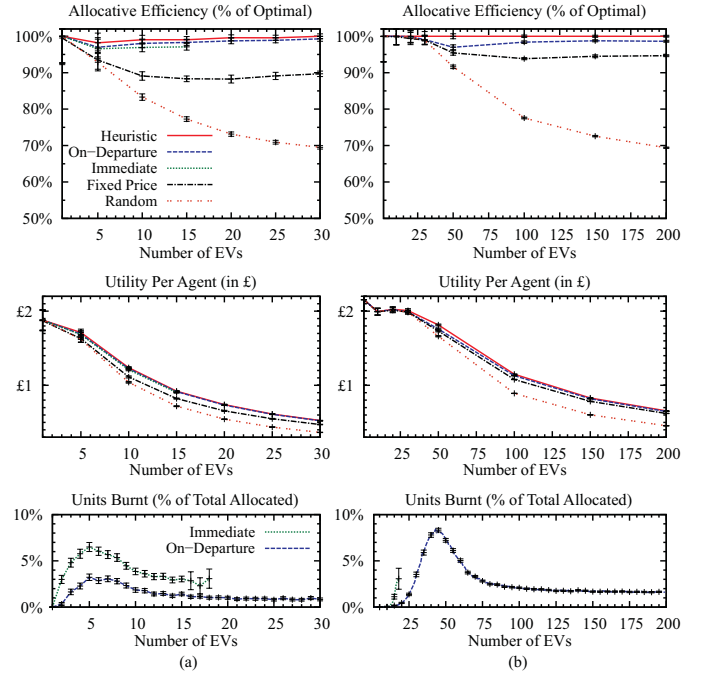 Allocative Efficiency (% of Optimal)
100%
90%
80%
70%
60%
50%
Heuristic
On−Departure
Immediate
Fixed Price
Random
5 10 15 20 25 30
Number of EVs
Allocative Efficiency (% of Optimal)
100%
90%
80%
70%
60%
50%
25 50 75 100 125 150 175 200
Number of EVs
Utility Per Agent (in £)
£2
£1
5 10 15 20 25 30
Number of EVs
Utility Per Agent (in £)
£2
£1
25 50 75 100 125 150 175 200
Number of EVs
Units Burnt (% of Total Allocated)
10%
5%
0%
Immediate
On−Departure
5 10 15 20 25 30
Number of EVs
(a)
Units Burnt (% of Total Allocated)
10%
5%
0%
25 50 75 100 125 150 175 200
Number of EVs
(b)